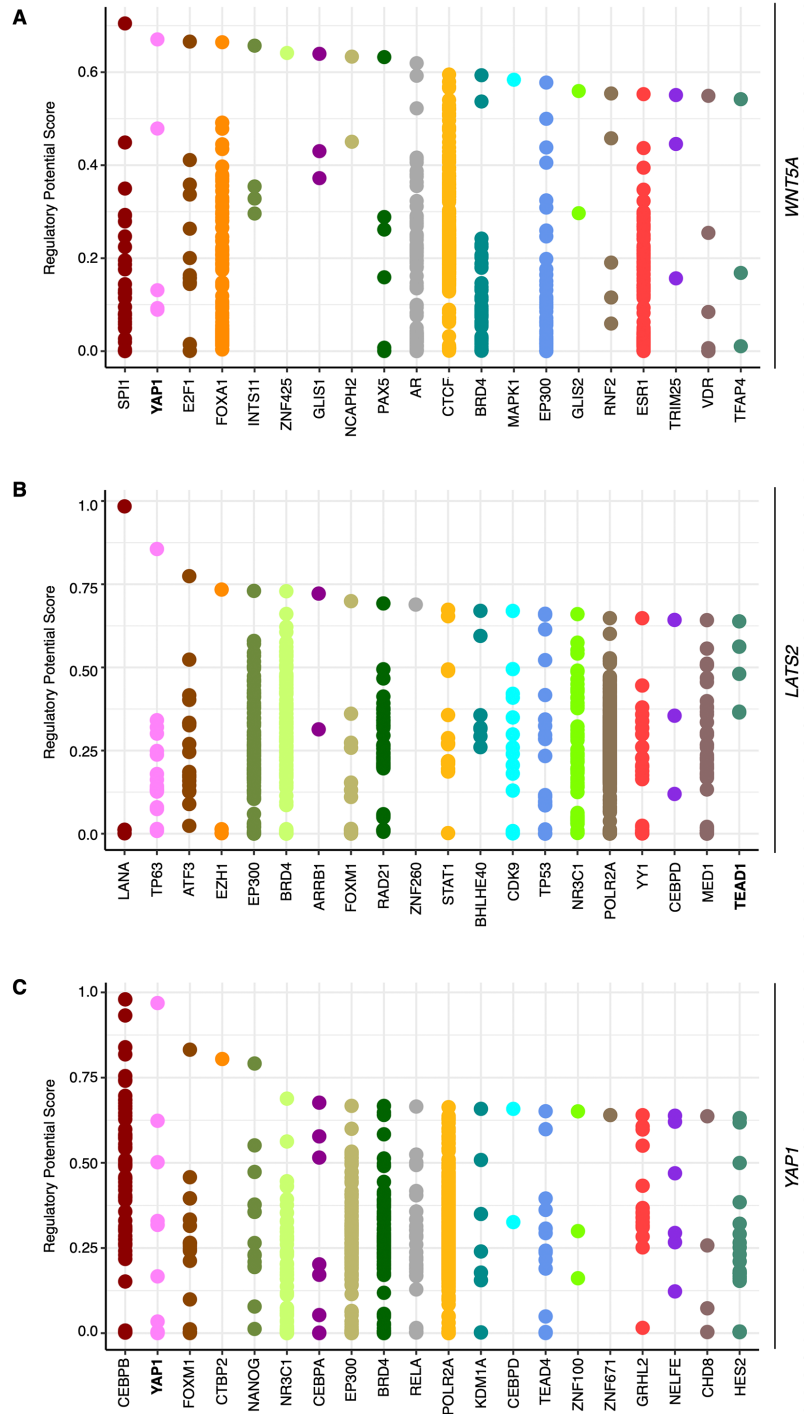 A
Regulatory Potential Score
0.6
0.4
0.2
0.0
SPI1 YAP1 E2F1 FOXA1 INTS11 ZNF425 GLIS1 NCAPH2 PAX5 AR CTCF BRD4 MAPK1 EP300 GLIS2 RNF2 ESR1 TRIM25 VDR TFAP4
WNT5A
B
Regulatory Potential Score
1.0
0.75
0.50
0.25
0.0
LANA TP63 ATF3 EZH1 EP300 BRD4 ARRB1 FOXM1 RAD21 ZNF260 STAT1 BHLHE40 CDK9 TP53 NR3C1 POLR2A YY1 CEBPD MED1 TEAD1
LATS2
C
Regulatory Potential Score
1.0
0.75
0.50
0.25
0.0
CEBPB YAP1 FOXM1 CTBP2 NANOG NR3C1 CEBPA EP300 BRD4 RELA POLR2A KDM1A CEBPD TEAD4 ZNF100 ZNF671 GRHL2 NELFE CHD8 HES2
YAP1